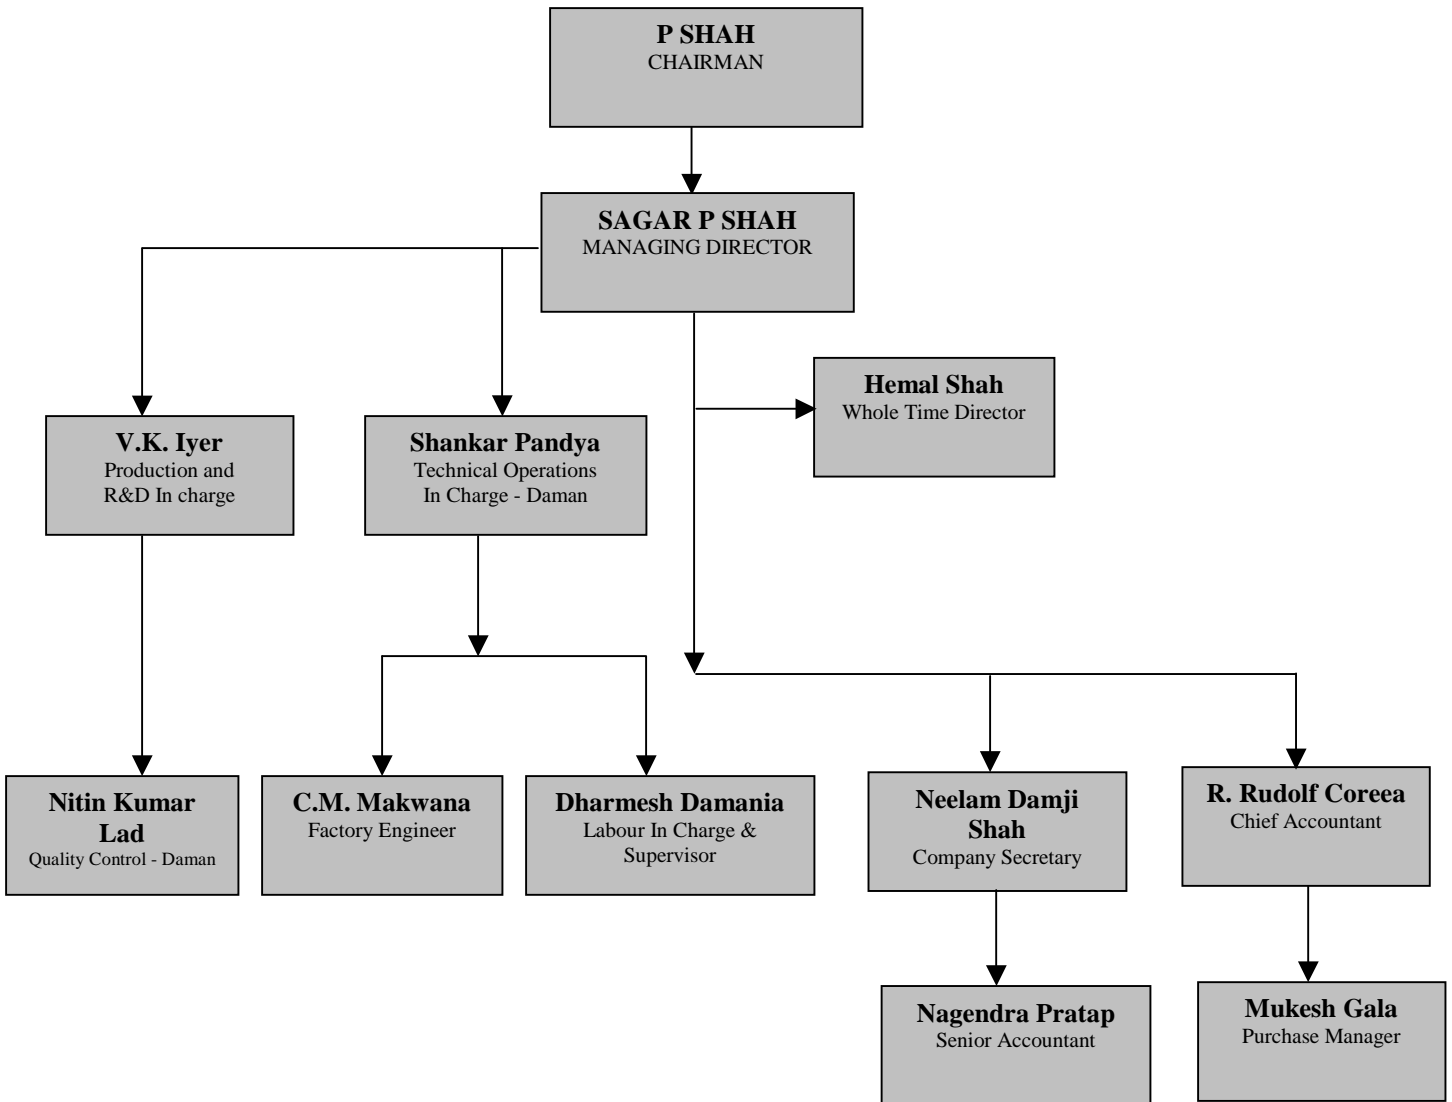 P SHAH
CHAIRMAN
SAGAR P SHAH
MANAGING DIRECTOR
Hemal Shah
Whole Time Director
V.K. Iyer
Production and
R&D In charge
Shankar Pandya
Technical Operations
In Charge - Daman
Nitin Kumar
Lad
Quality Control - Daman
C.M. Makwana
Factory Engineer
Dharmesh Damania
Labour In Charge &
Supervisor
Neelam Damji
Shah
Company Secretary
R. Rudolf Coreea
Chief Accountant
Nagendra Pratap
Senior Accountant
Mukesh Gala
Purchase Manager